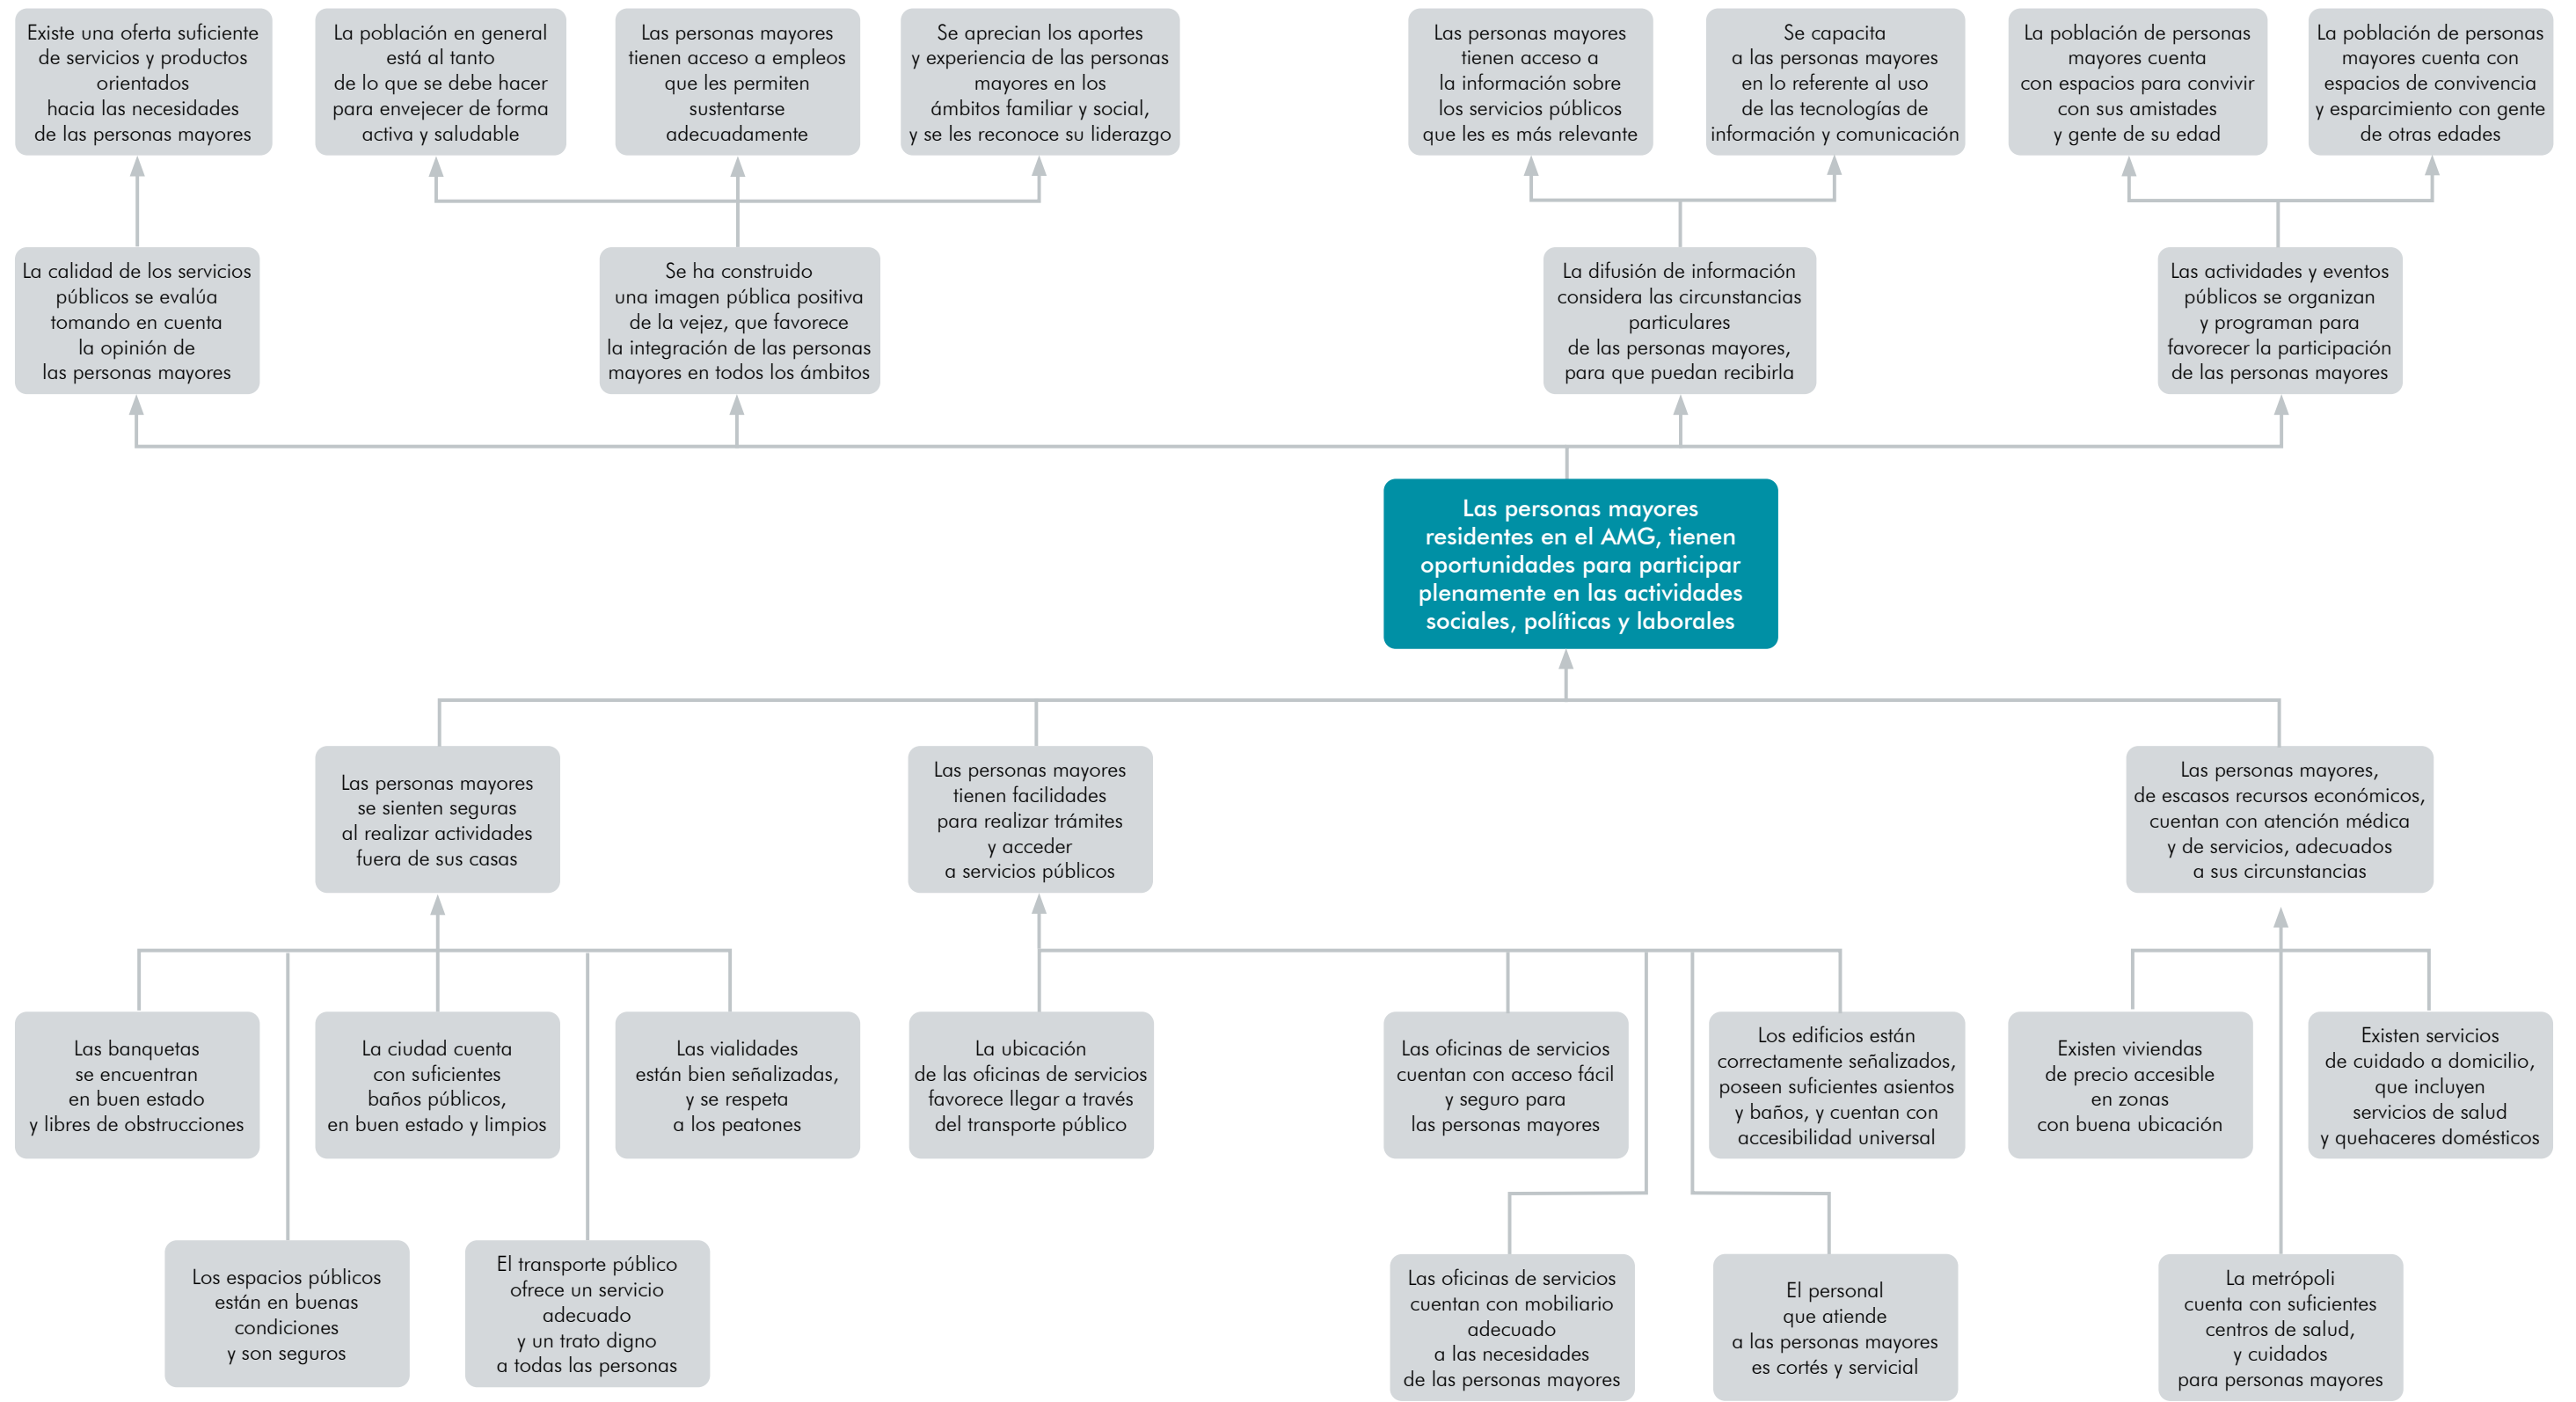 Existe una oferta suficiente
de servicios y productos
orientados
hacia las necesidades
de las personas mayores
La población en general
está al tanto
de lo que se debe hacer
para envejecer de forma
activa y saludable
Las personas mayores
tienen acceso a empleos
que les permiten
sustentarse
adecuadamente
Se aprecian los aportes
y experiencia de las personas
mayores en los
ámbitos familiar y social,
y se les reconoce su liderazgo
Las personas mayores
tienen acceso a
la información sobre
los servicios públicos
que les es más relevante
Se capacita
a las personas mayores
en lo referente al uso
de las tecnologías de
información y comunicación
La población de personas
mayores cuenta
con espacios para convivir
con sus amistades
y gente de su edad
La población de personas
mayores cuenta con
espacios de convivencia
y esparcimiento con gente
de otras edades
La calidad de los servicios
públicos se evalúa
tomando en cuenta
la opinión de
las personas mayores
Se ha construido
una imagen pública positiva
de la vejez, que favorece
la integración de las personas
mayores en todos los ámbitos
La difusión de información
considera las circunstancias
particulares
de las personas mayores,
para que puedan recibirla
Las actividades y eventos
públicos se organizan
y programan para
favorecer la participación
de las personas mayores
Las personas mayores
residentes en el AMG, tienen
oportunidades para participar
plenamente en las actividades
sociales, políticas y laborales
Las personas mayores
se sienten seguras
al realizar actividades
fuera de sus casas
Las personas mayores
tienen facilidades
para realizar trámites
y acceder
a servicios públicos
Las personas mayores,
de escasos recursos económicos,
cuentan con atención médica
y de servicios, adecuados
a sus circunstancias
Las banquetas
se encuentran
en buen estado
y libres de obstrucciones
La ciudad cuenta
con suficientes
baños públicos,
en buen estado y limpios
Las vialidades
están bien señalizadas,
y se respeta
a los peatones
La ubicación
de las oficinas de servicios
favorece llegar a través
del transporte público
Las oficinas de servicios
cuentan con acceso fácil
y seguro para
las personas mayores
Los edificios están
correctamente señalizados,
poseen suficientes asientos
y baños, y cuentan con
accesibilidad universal
Existen viviendas
de precio accesible
en zonas
con buena ubicación
Existen servicios
de cuidado a domicilio,
que incluyen
servicios de salud
y quehaceres domésticos
Los espacios públicos
están en buenas
condiciones
y son seguros
El transporte público
ofrece un servicio
adecuado
y un trato digno
a todas las personas
Las oficinas de servicios
cuentan con mobiliario
adecuado
a las necesidades
de las personas mayores
El personal
que atiende
a las personas mayores
es cortés y servicial
La metrópoli
cuenta con suficientes
centros de salud,
y cuidados
para personas mayores